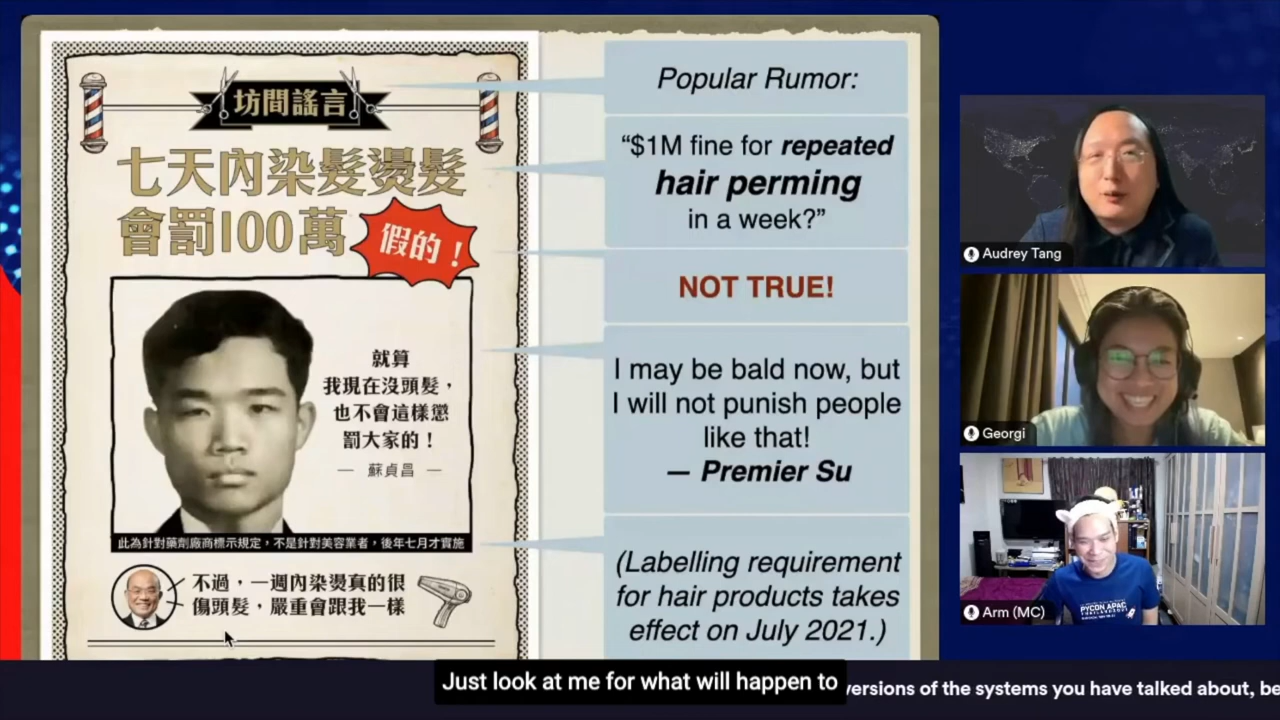 坊間謠言
七天內染髮燙髮
會罰100萬
假的！
就算
我現在沒頭髮，
也不會這樣懲
罰大家的！
— 蘇貞昌 —
此為針對藥劑廠商標示規定，不是針對美容業者，後年七月才實施
不過，一週內染燙真的很
傷頭髮，嚴重會跟我一樣
Popular Rumor:
“$1M fine for repeated
hair perming
in a week?”
NOT TRUE!
I may be bald now, but
I will not punish people
like that!
— Premier Su
(Labelling requirement
for hair products takes
effect on July 2021.)
Audrey Tang
Georgi
PYCON APAC
Arm (MC)
Just look at me for what will happen to
versions of the systems you have talked about, be